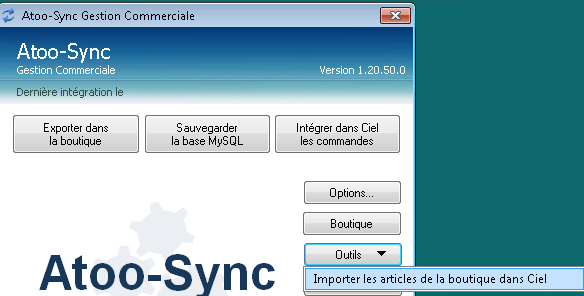 Atoo-Sync Gestion Commerciale
Atoo-Sync
Gestion Commerciale
Version 1.20.50.0
Dernière intégration le
Exporter dans
la boutique
Sauvegarder
la base MySQL
Intégrer dans Ciel
les commandes
Options...
Boutique
Outils
Importer les articles de la boutique dans Ciel
Atoo-Sync